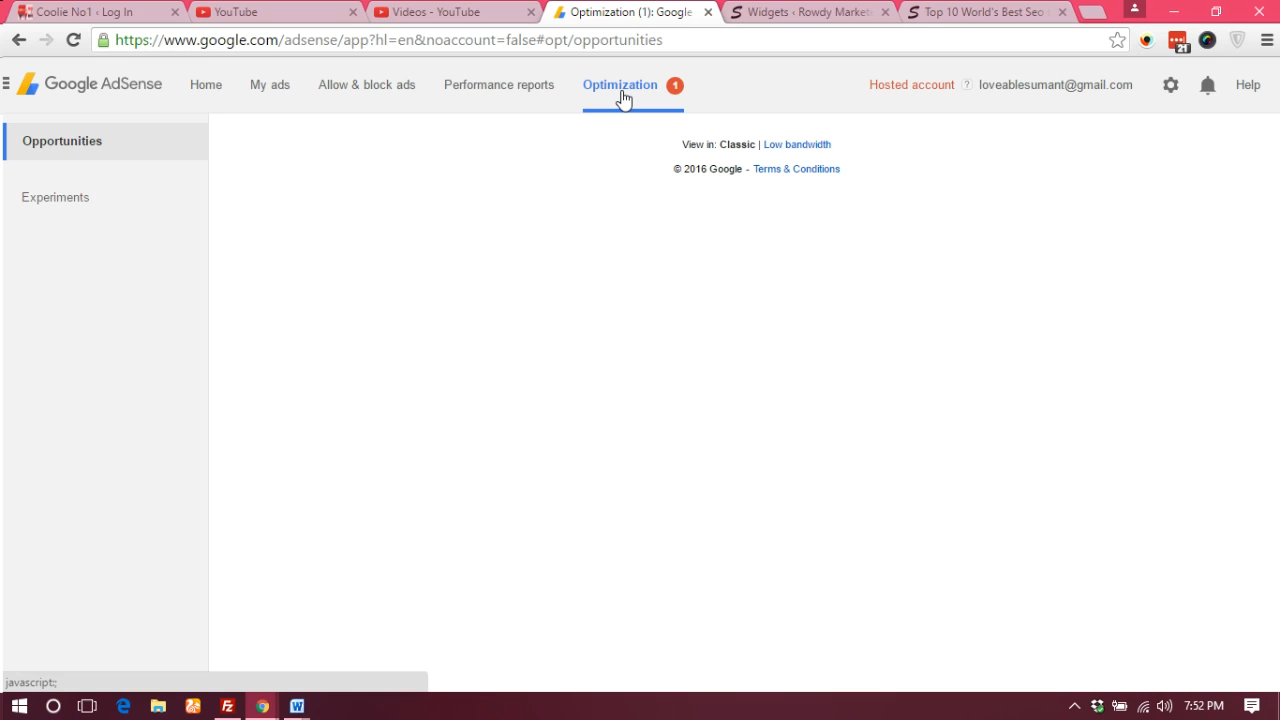 Coolie No1 ‹ Log In
YouTube
Videos - YouTube
Optimization (1): Google
Widgets ‹ Rowdy Market
Top 10 World's Best Seo
https://www.google.com/adsense/app?hl=en&noaccount=false#opt/opportunities
21
Google AdSense
Home
My ads
Allow & block ads
Performance reports
Optimization
1
Hosted account
?
loveablesumant@gmail.com
Help
Opportunities
Experiments
View in: Classic | Low bandwidth
© 2016 Google - Terms & Conditions
javascript:;
7:52 PM